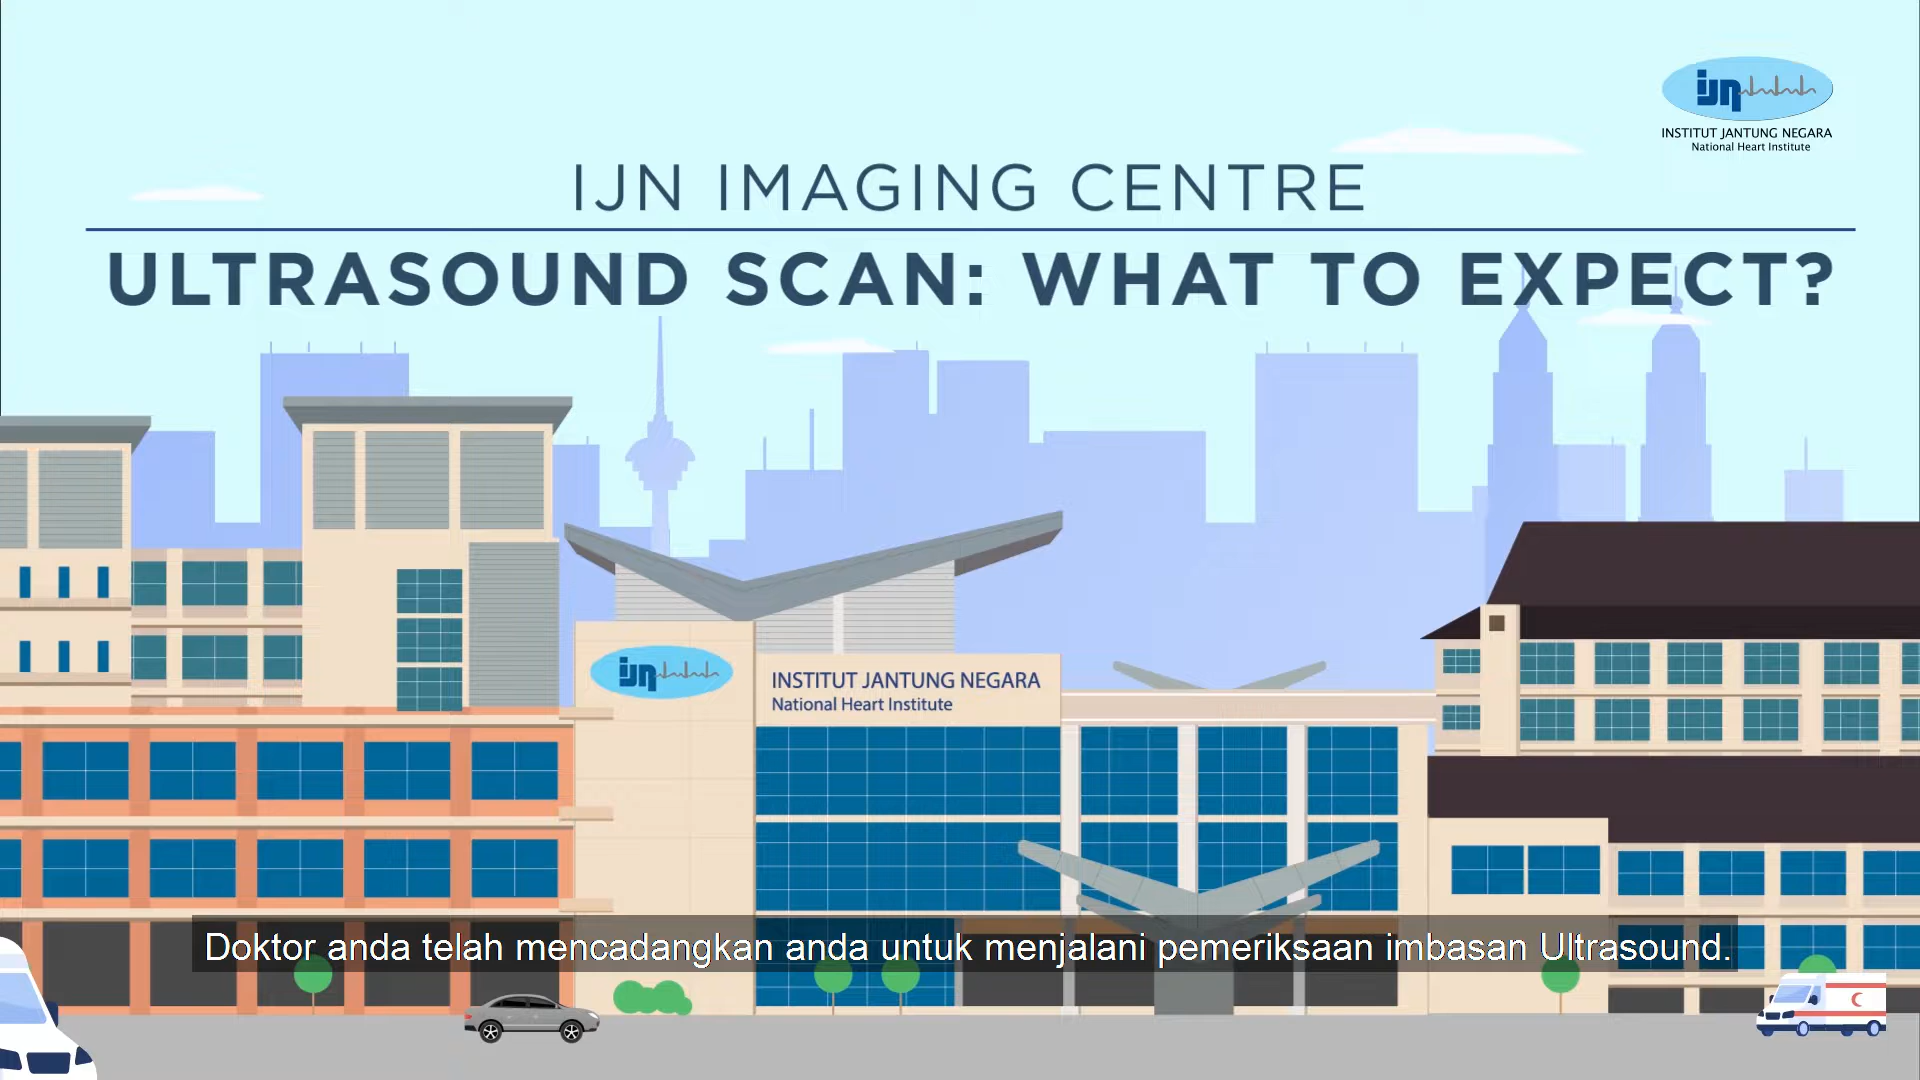 ijn
INSTITUT JANTUNG NEGARA
National Heart Institute
IJN IMAGING CENTRE
ULTRASOUND SCAN: WHAT TO EXPECT?
ijn
INSTITUT JANTUNG NEGARA
National Heart Institute
Doktor anda telah mencadangkan anda untuk menjalani pemeriksaan imbasan Ultrasound.